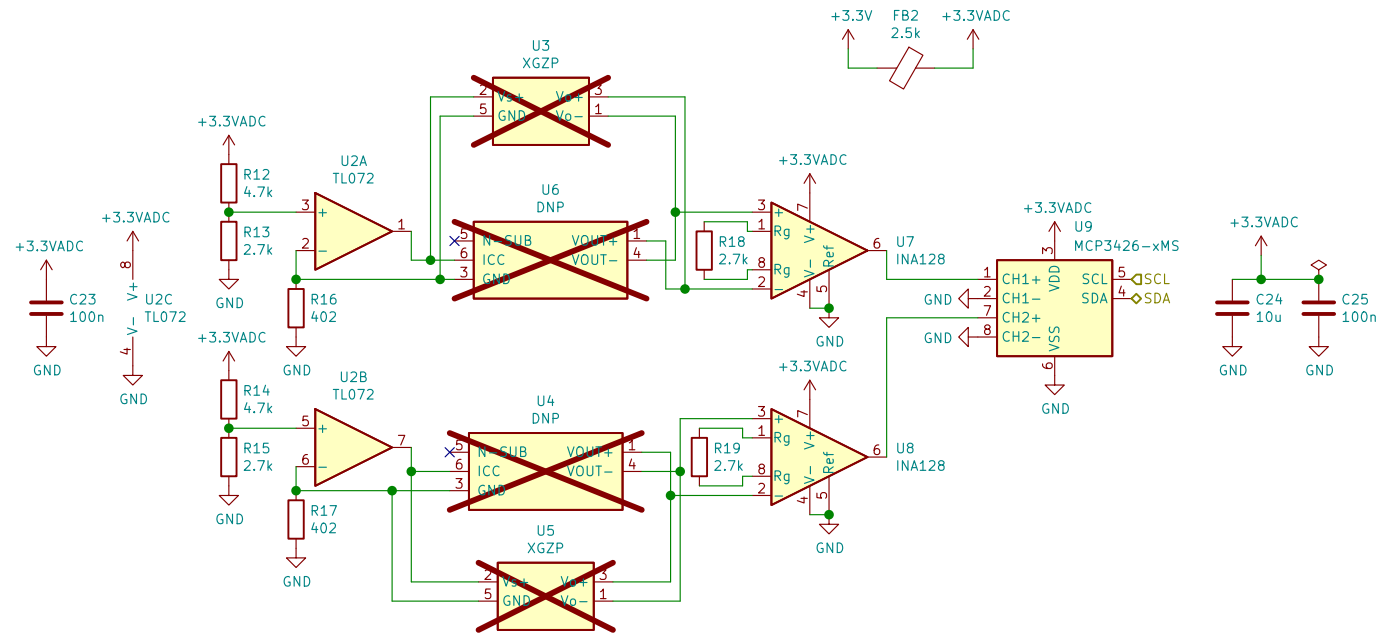 +3.3V FB2 +3.3VADC
2.5k
U3
XGZP
2 Vs+ Vo+ 3
5 GND Vo- 1
+3.3VADC
R12
4.7k
R13
2.7k
GND
U2A
TL072
3 +
2 -
1
R16
402
GND
U6
DNP
5 N-SUB VOUT+ 1
6 ICC VOUT- 4
3 GND
+3.3VADC
R18
2.7k
3 +
1 Rg
8 Rg
2 -
7 V+
4 V-
5 Ref
6
U7
INA128
GND
+3.3VADC
U9
MCP3426-xMS
3 VDD
1 CH1+ SCL 5 SCL
GND 2 CH1- SDA 4 SDA
7 CH2+
GND 8 CH2-
VSS
6
GND
+3.3VADC
C24
10u
GND
C25
100n
GND
+3.3VADC
C23
100n
GND
+3.3VADC
8 V+
U2C
TL072
4 V-
GND
+3.3VADC
R14
4.7k
R15
2.7k
GND
U2B
TL072
5 +
6 -
7
R17
402
GND
U4
DNP
5 N-SUB VOUT+ 1
6 ICC VOUT- 4
3 GND
U5
XGZP
2 Vs+ Vo+ 3
5 GND Vo- 1
+3.3VADC
R19
2.7k
3 +
1 Rg
8 Rg
2 -
7 V+
4 V-
5 Ref
6
U8
INA128
GND